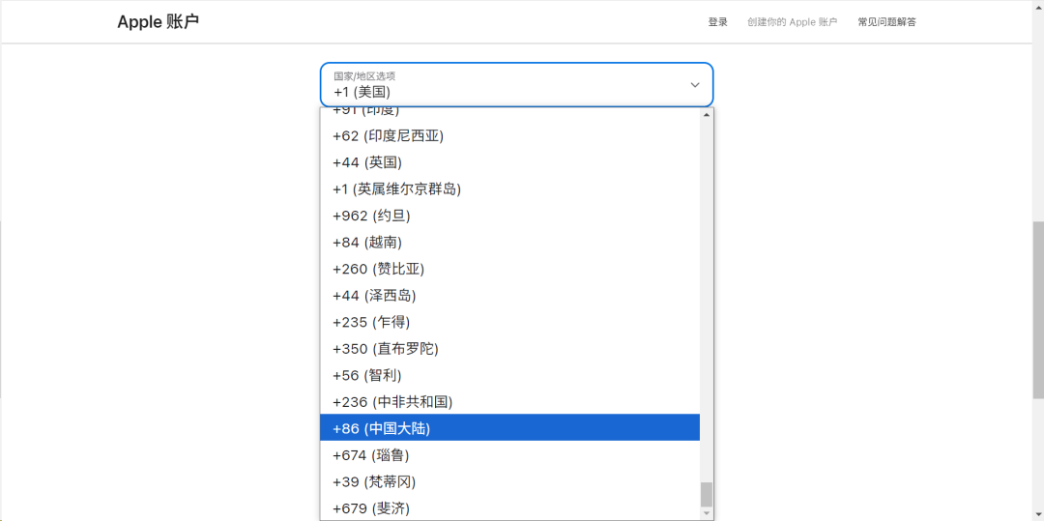 Apple 账户
登录 创建你的 Apple 账户 常见问题解答
国家/地区选项
+1 (美国)
+91 (印度)
+62 (印度尼西亚)
+44 (英国)
+1 (英属维尔京群岛)
+962 (约旦)
+84 (越南)
+260 (赞比亚)
+44 (泽西岛)
+235 (乍得)
+350 (直布罗陀)
+56 (智利)
+236 (中非共和国)
+86 (中国大陆)
+674 (瑙鲁)
+39 (梵蒂冈)
+679 (斐济)